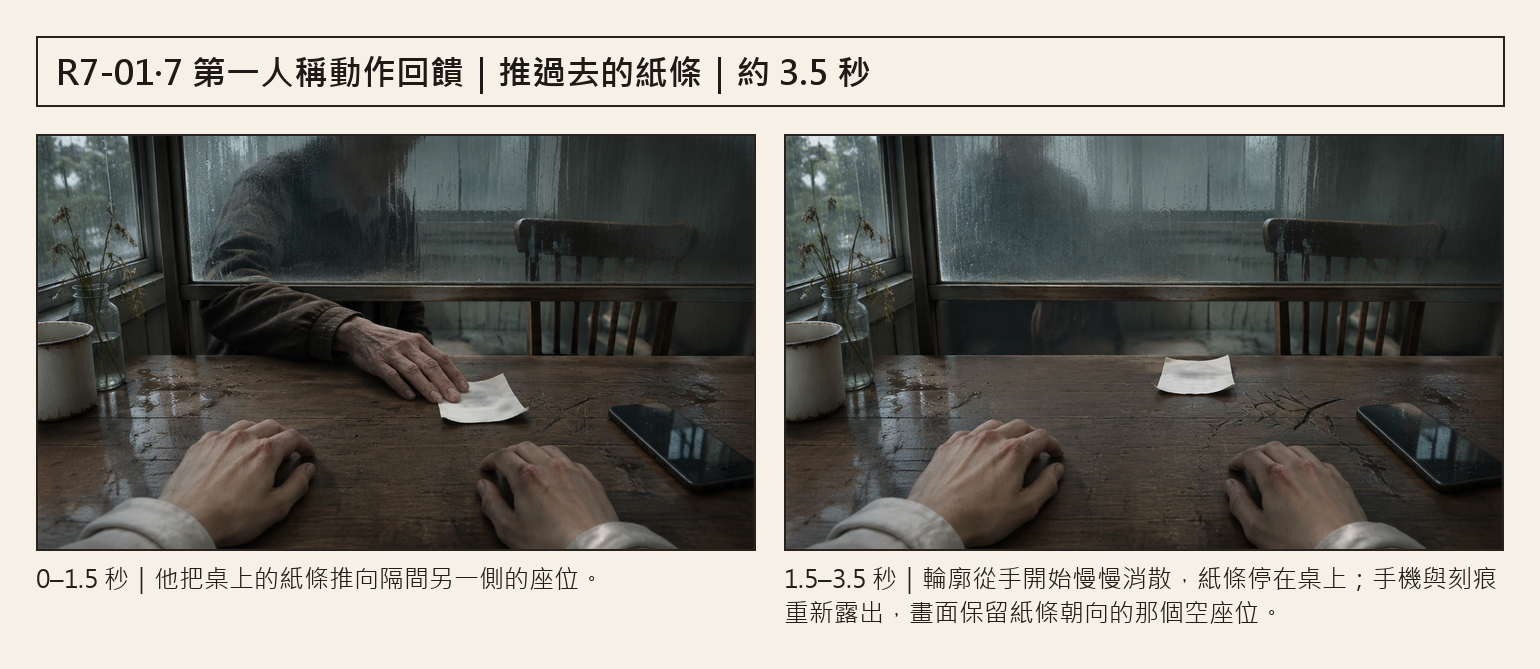 R7-01·7 第一人稱動作回饋｜推過去的紙條｜約 3.5 秒
0–1.5 秒｜他把桌上的紙條推向隔間另一側的座位。
1.5–3.5 秒｜輪廓從手開始慢慢消散，紙條停在桌上；手機與刻痕
重新露出，畫面保留紙條朝向的那個空座位。